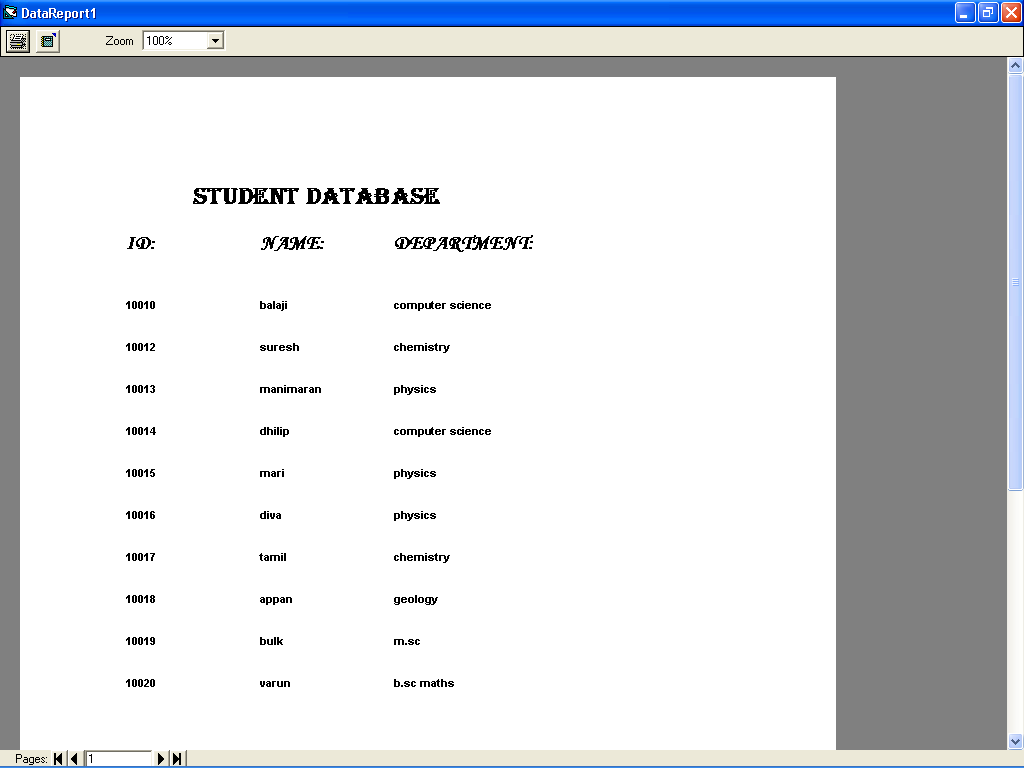 DataReport1
Zoom 100%
STUDENT DATABASE
ID: NAME: DEPARTMENT:
10010 balaji computer science
10012 suresh chemistry
10013 manimaran physics
10014 dhilip computer science
10015 mari physics
10016 diva physics
10017 tamil chemistry
10018 appan geology
10019 bulk m.sc
10020 varun b.sc maths
Pages: 1